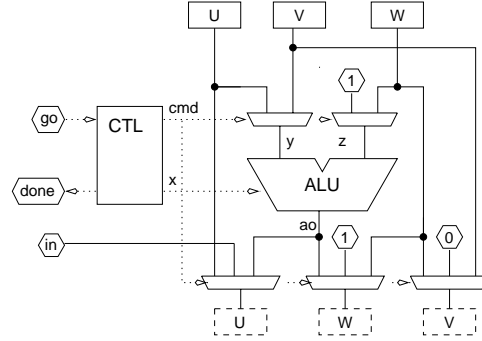 U V W
1
go CTL cmd
y z
done x ALU
ao
in 1 0
U W V